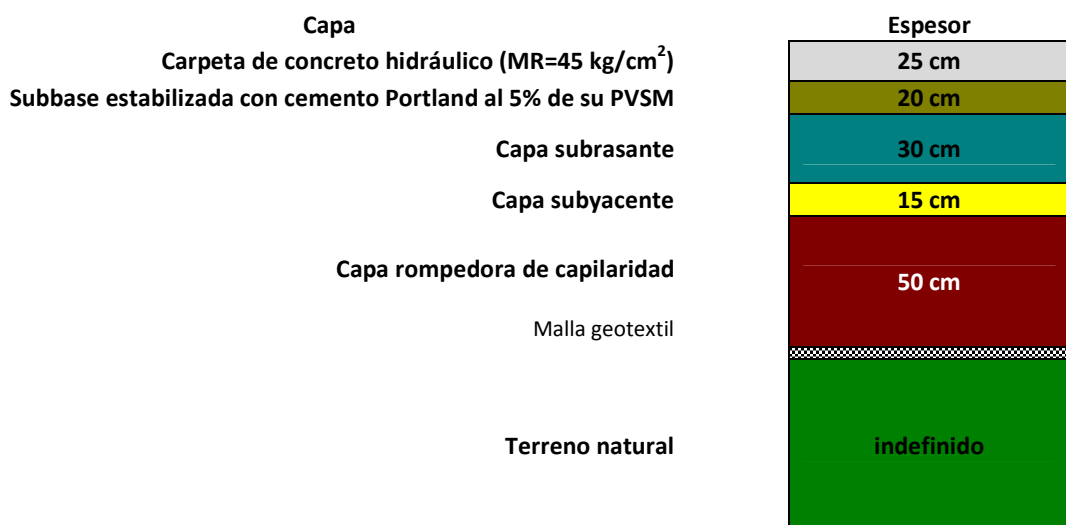 Capa Espesor
Carpeta de concreto hidráulico (MR=45 kg/cm²) 25 cm
Subbase estabilizada con cemento Portland al 5% de su PVSM 20 cm
Capa subrasante 30 cm
Capa subyacente 15 cm
Capa rompedora de capilaridad 50 cm
Malla geotextil
Terreno natural indefinido